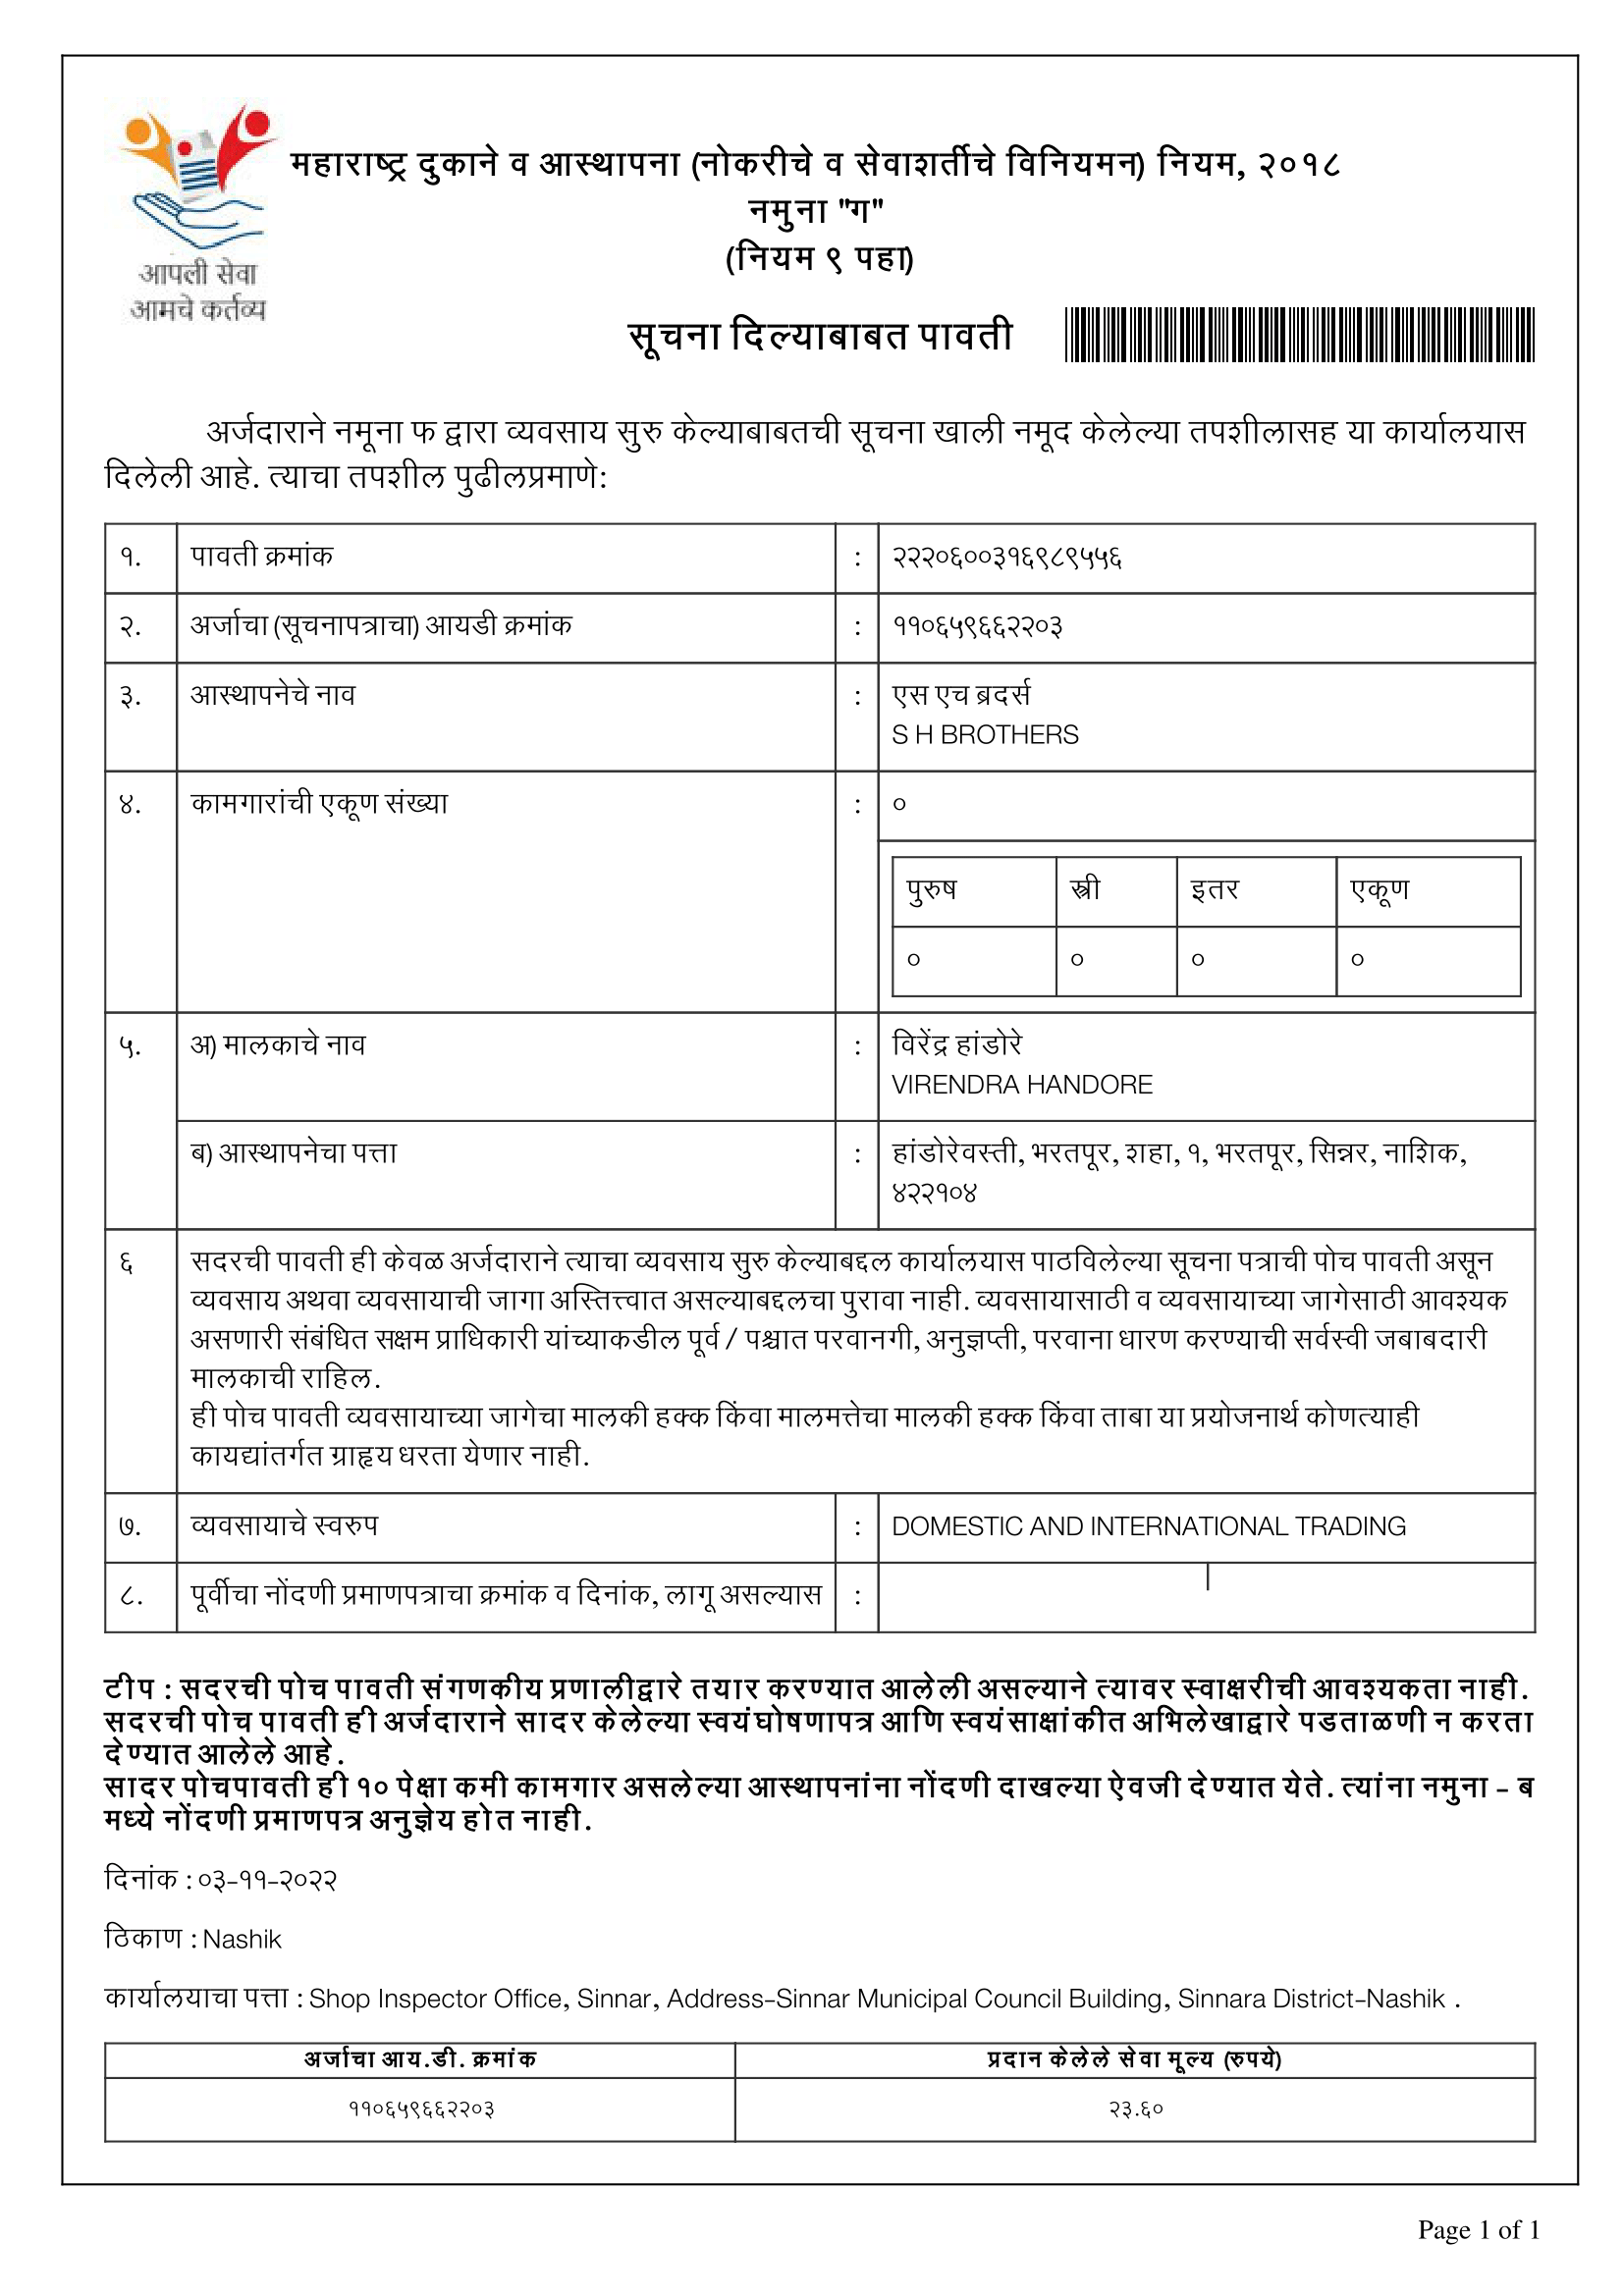 आपली सेवा
आमचे कर्तव्य
महाराष्ट्र दुकाने व आस्थापना (नोकरीचे व सेवाशर्तीचे विनियमन) नियम, २०१८
नमुना "ग"
(नियम ९ पहा)
सूचना दिल्याबाबत पावती
अर्जदाराने नमूना फ द्वारा व्यवसाय सुरु केल्याबाबतची सूचना खाली नमूद केलेल्या तपशीलासह या कार्यालयास
दिलेली आहे. त्याचा तपशील पुढीलप्रमाणे:
१. पावती क्रमांक : २२२०६००३१६९८९५५६
२. अर्जाचा (सूचनापत्राचा) आयडी क्रमांक : ११०६५९६६२२०३
३. आस्थापनेचे नाव : एस एच ब्रदर्स
S H BROTHERS
४. कामगारांची एकूण संख्या : ०
पुरुष स्त्री इतर एकूण
० ० ० ०
५. अ) मालकाचे नाव : विरेंद्र हांडोरे
VIRENDRA HANDORE
ब) आस्थापनेचा पत्ता : हांडोरेवस्ती, भरतपूर, शहा, १, भरतपूर, सिन्नर, नाशिक,
४२२१०४
६ सदरची पावती ही केवळ अर्जदाराने त्याचा व्यवसाय सुरु केल्याबद्दल कार्यालयास पाठविलेल्या सूचना पत्राची पोच पावती असून
व्यवसाय अथवा व्यवसायाची जागा अस्तित्त्वात असल्याबद्दलचा पुरावा नाही. व्यवसायासाठी व व्यवसायाच्या जागेसाठी आवश्यक
असणारी संबंधित सक्षम प्राधिकारी यांच्याकडील पूर्व / पश्चात परवानगी, अनुज्ञप्ती, परवाना धारण करण्याची सर्वस्वी जबाबदारी
मालकाची राहिल.
ही पोच पावती व्यवसायाच्या जागेचा मालकी हक्क किंवा मालमत्तेचा मालकी हक्क किंवा ताबा या प्रयोजनार्थ कोणत्याही
कायद्यांतर्गत ग्राहृय धरता येणार नाही.
७. व्यवसायाचे स्वरुप : DOMESTIC AND INTERNATIONAL TRADING
८. पूर्वीचा नोंदणी प्रमाणपत्राचा क्रमांक व दिनांक, लागू असल्यास : |
टीप : सदरची पोच पावती संगणकीय प्रणालीद्वारे तयार करण्यात आलेली असल्याने त्यावर स्वाक्षरीची आवश्यकता नाही.
सदरची पोच पावती ही अर्जदाराने सादर केलेल्या स्वयंघोषणापत्र आणि स्वयंसाक्षांकीत अभिलेखाद्वारे पडताळणी न करता
देण्यात आलेले आहे.
सादर पोचपावती ही १० पेक्षा कमी कामगार असलेल्या आस्थापनांना नोंदणी दाखल्या ऐवजी देण्यात येते. त्यांना नमुना - ब
मध्ये नोंदणी प्रमाणपत्र अनुज्ञेय होत नाही.
दिनांक : ०३-११-२०२२
ठिकाण : Nashik
कार्यालयाचा पत्ता : Shop Inspector Office, Sinnar, Address-Sinnar Municipal Council Building, Sinnara District-Nashik .
अर्जाचा आय.डी. क्रमांक प्रदान केलेले सेवा मूल्य (रुपये)
११०६५९६६२२०३ २३.६०
Page 1 of 1